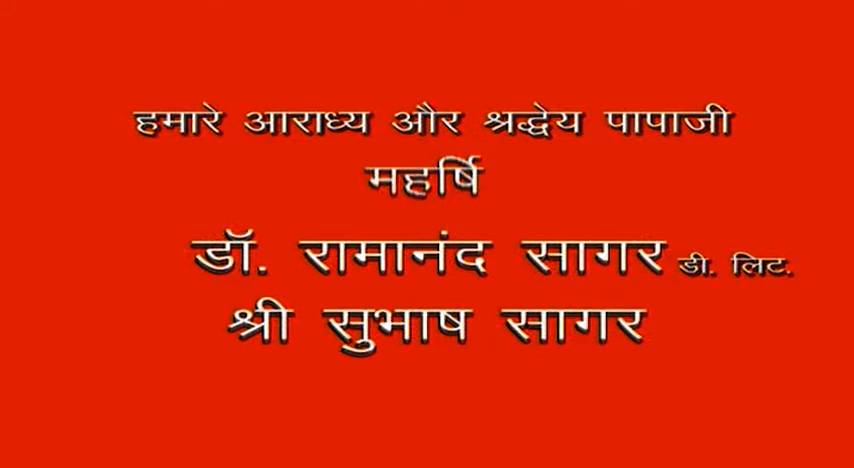 हमारे आराध्य और श्रद्धेय पापाजी
महर्षि
डॉ. रामानंद सागर डी. लिट.
श्री सुभाष सागर